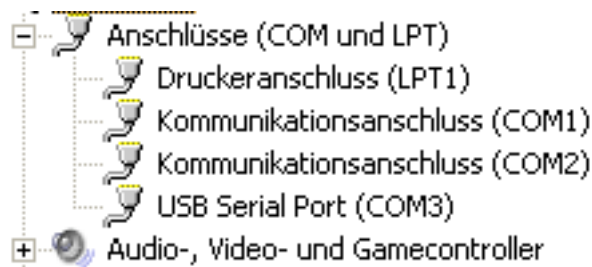 Anschlüsse (COM und LPT)
Druckeranschluss (LPT1)
Kommunikationsanschluss (COM1)
Kommunikationsanschluss (COM2)
USB Serial Port (COM3)
Audio-, Video- und Gamecontroller